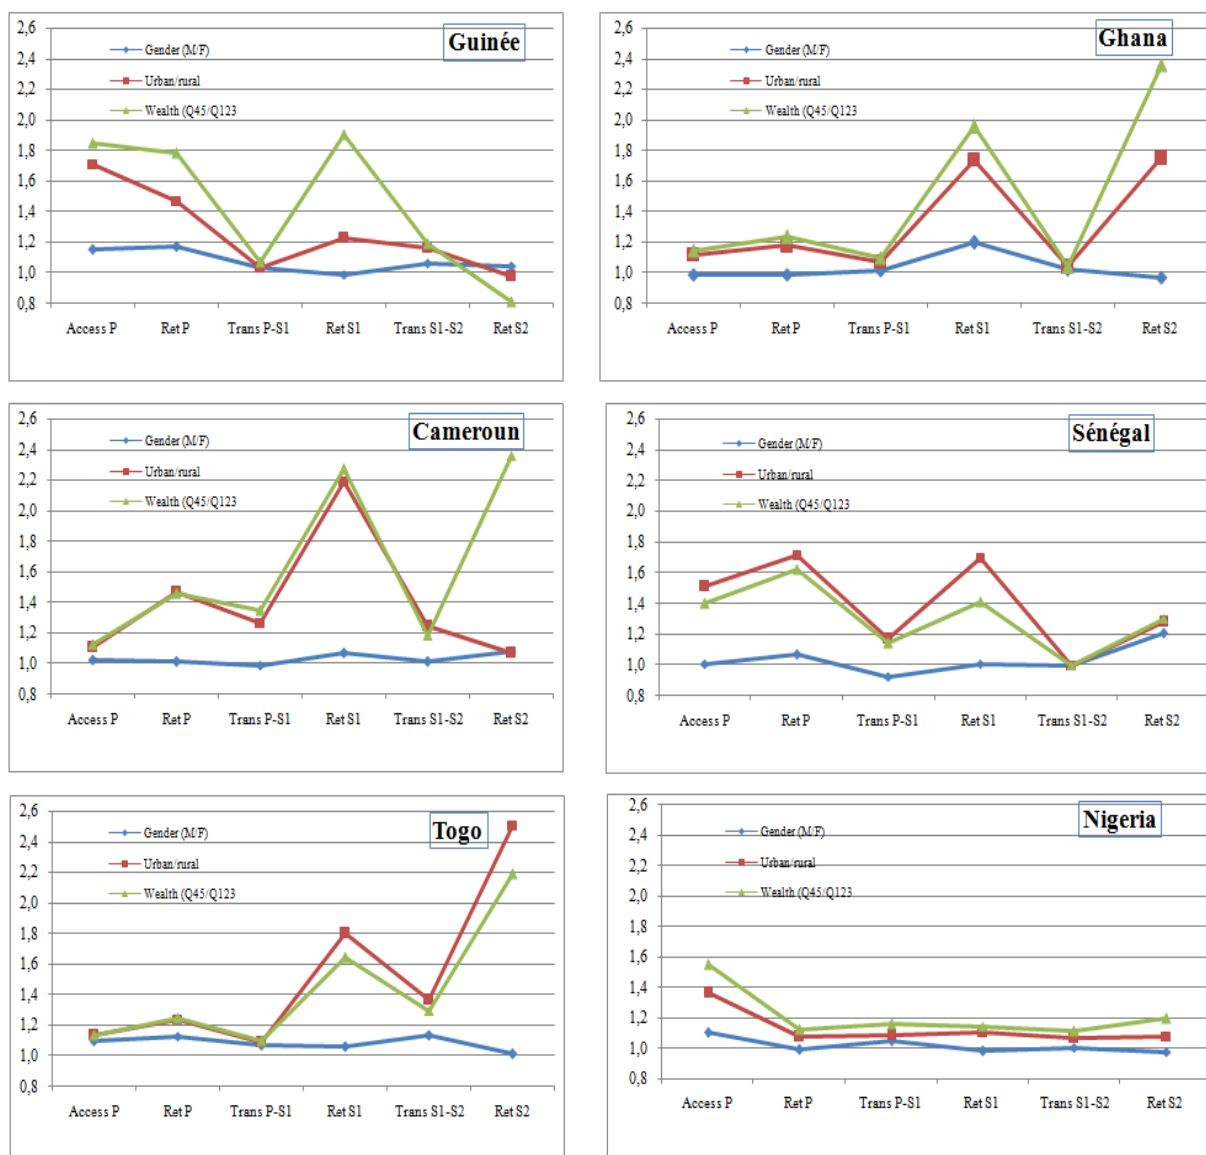 2,6
2,4
2,2
2,0
1,8
1,6
1,4
1,2
1,0
0,8
Guinée
Gender (M/F)
Urban/rural
Wealth (Q45/Q123
Access P Ret P Trans P-S1 Ret S1 Trans S1-S2 Ret S2
2,6
2,4
2,2
2,0
1,8
1,6
1,4
1,2
1,0
0,8
Ghana
Gender (M/F)
Urban/rural
Wealth (Q45/Q123
Access P Ret P Trans P-S1 Ret S1 Trans S1-S2 Ret S2
2,6
2,4
2,2
2,0
1,8
1,6
1,4
1,2
1,0
0,8
Cameroun
Gender (M/F)
Urban/rural
Wealth (Q45/Q123
Access P Ret P Trans P-S1 Ret S1 Trans S1-S2 Ret S2
2,6
2,4
2,2
2,0
1,8
1,6
1,4
1,2
1,0
0,8
Sénégal
Gender (M/F)
Urban/rural
Wealth (Q45/Q123
Access P Ret P Trans P-S1 Ret S1 Trans S1-S2 Ret S2
2,6
2,4
2,2
2,0
1,8
1,6
1,4
1,2
1,0
0,8
Togo
Gender (M/F)
Urban/rural
Wealth (Q45/Q123
Access P Ret P Trans P-S1 Ret S1 Trans S1-S2 Ret S2
2,6
2,4
2,2
2,0
1,8
1,6
1,4
1,2
1,0
0,8
Nigeria
Gender (M/F)
Urban/rural
Wealth (Q45/Q123
Access P Ret P Trans P-S1 Ret S1 Trans S1-S2 Ret S2